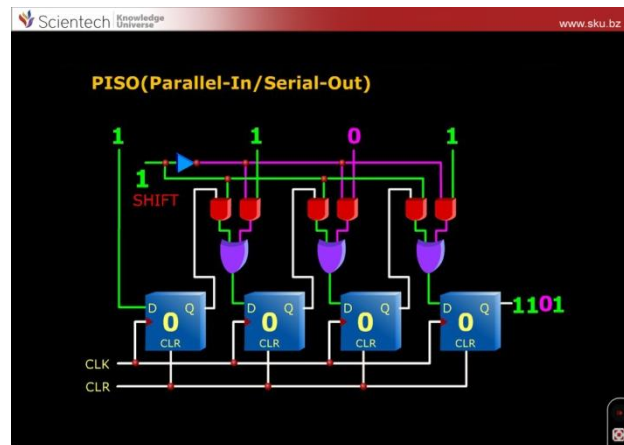 Scientech Knowledge Universe
www.sku.bz
PISO(Parallel-In/Serial-Out)
1 1 0 1
1
SHIFT
D Q D Q D Q D Q
0 0 0 0
CLR CLR CLR CLR
1101
CLK
CLR